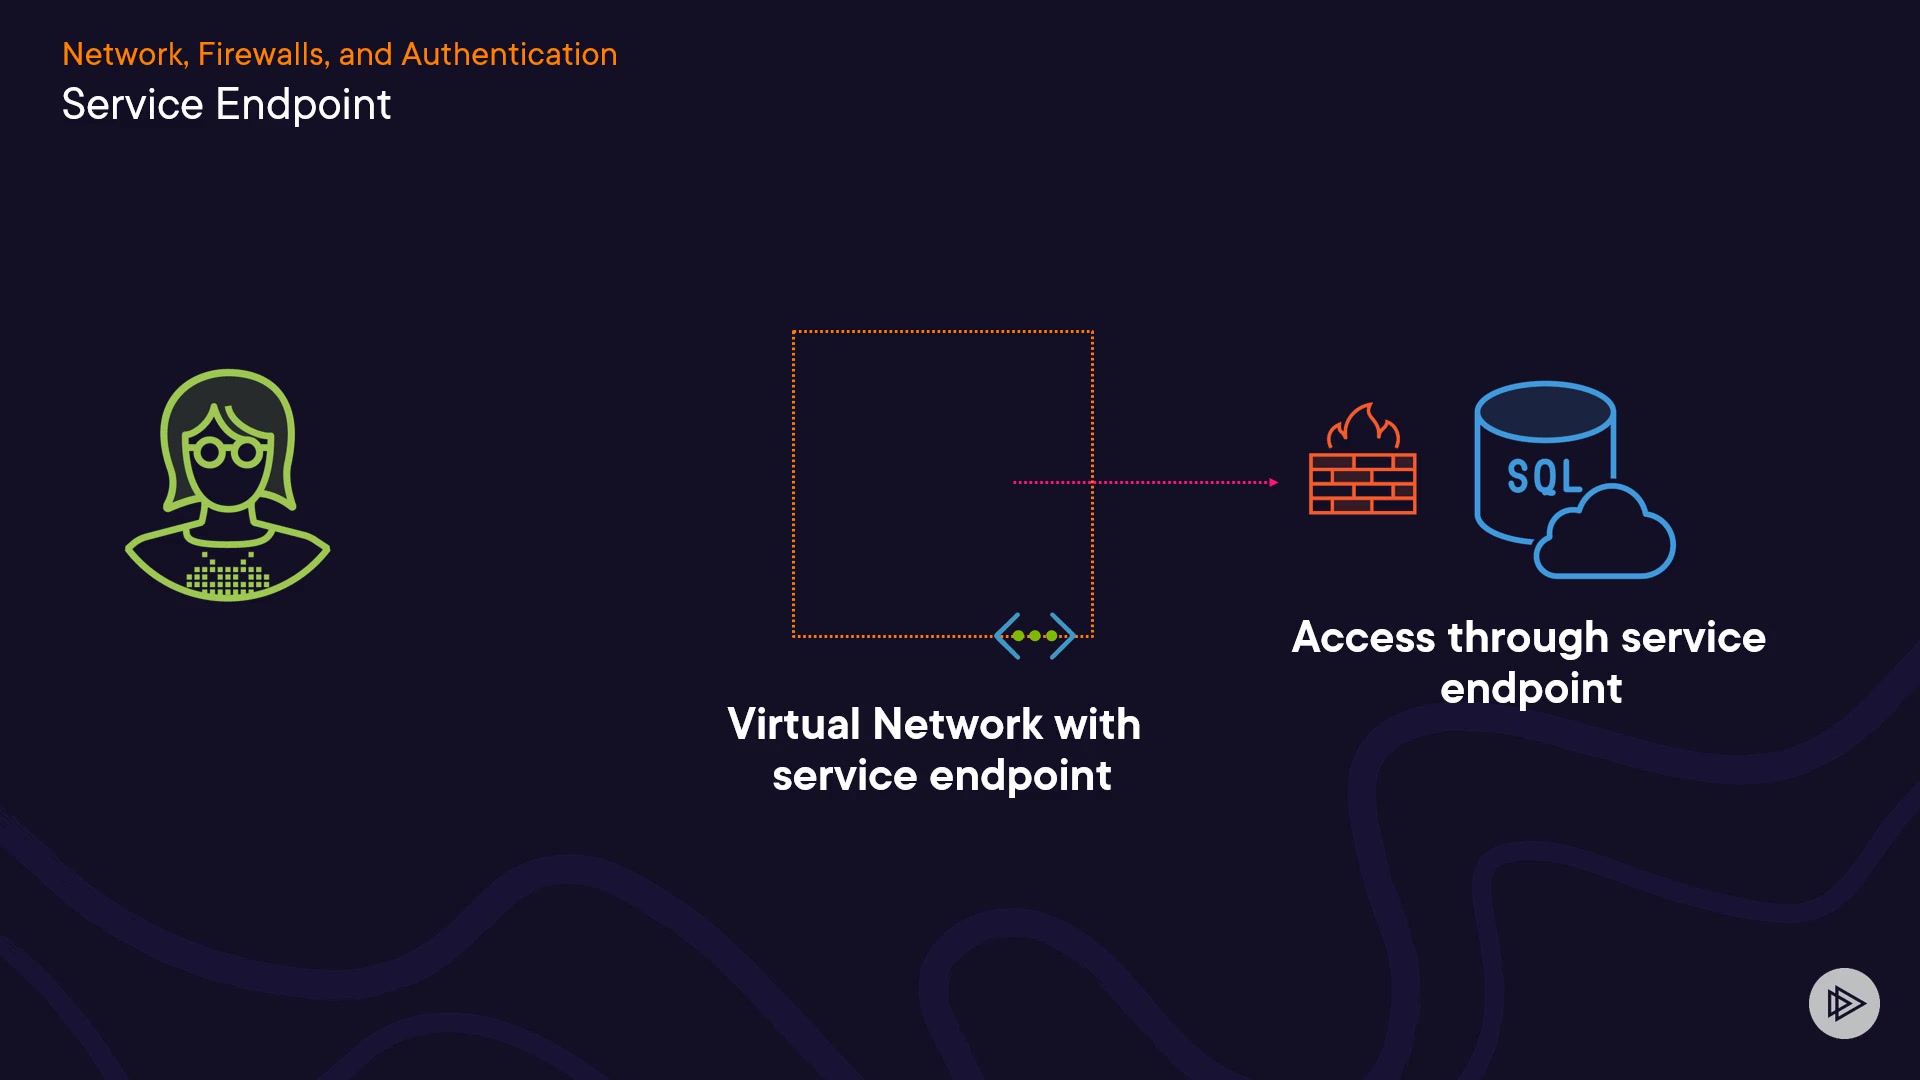 Network, Firewalls, and Authentication
Service Endpoint
SQL
Access through service
endpoint
Virtual Network with
service endpoint